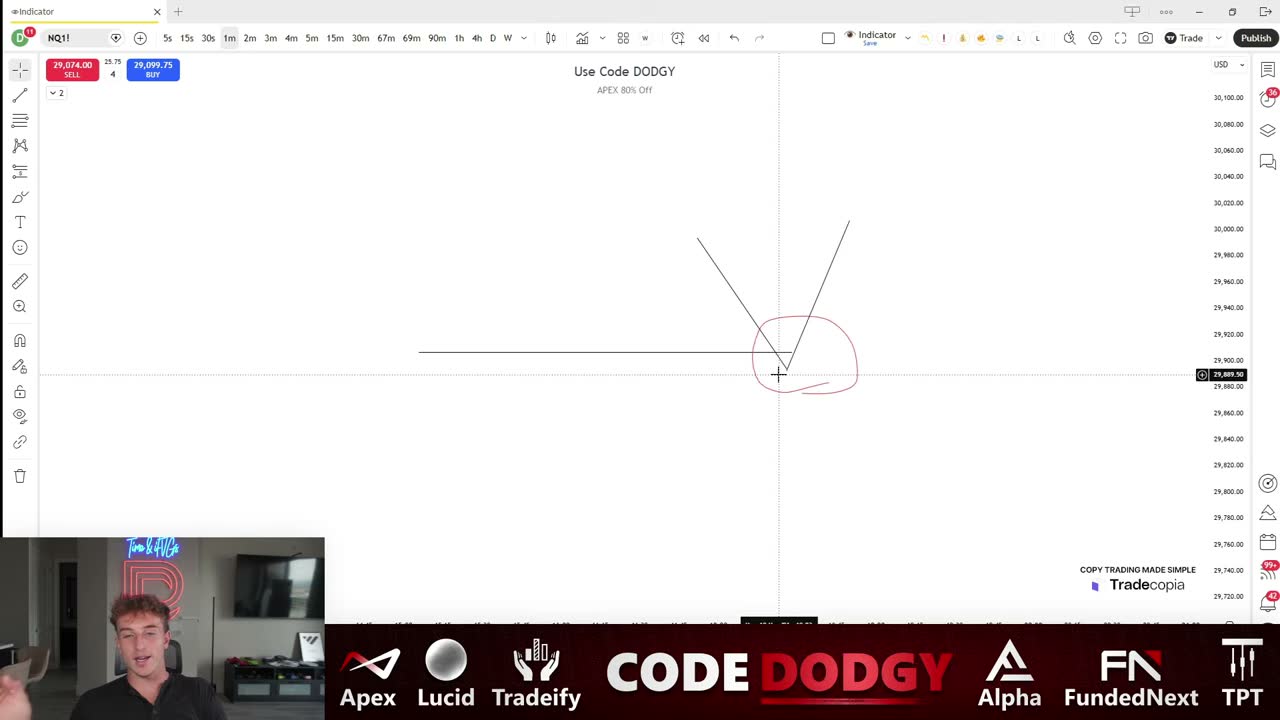 Indicator
11
NQ1!
5s 15s 30s 1m 2m 3m 4m 5m 15m 30m 67m 69m 90m 1h 4h D W
W
Indicator
Save
L L
Trade
Publish
29,074.00
SELL
25.75
4
29,099.75
BUY
2
Use Code DODGY
APEX 80% Off
USD
30,100.00
30,080.00
30,060.00
30,040.00
30,020.00
30,000.00
29,980.00
29,960.00
29,940.00
29,920.00
29,900.00
29,889.50
29,880.00
29,860.00
29,840.00
29,820.00
29,800.00
29,780.00
29,760.00
29,740.00
29,720.00
36
99+
42
COPY TRADING MADE SIMPLE
Tradecopia
Time &
CODE DODGY
Apex Lucid Tradeify Alpha FundedNext TPT